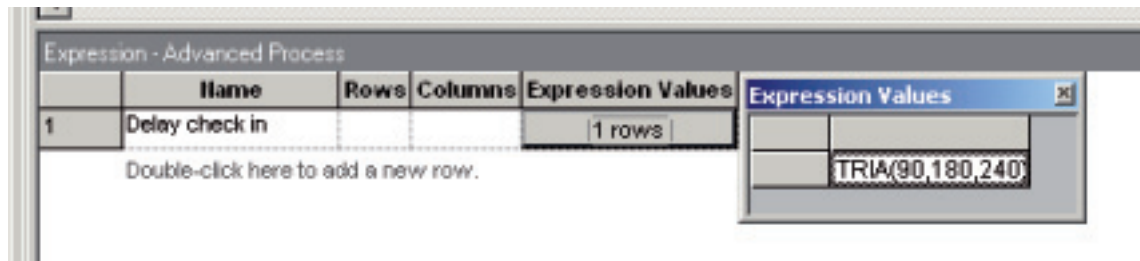 Expression - Advanced Process
Name Rows Columns Expression Values
1 Delay check in 1 rows
Double-click here to add a new row.
Expression Values
TRIA(90,180,240)